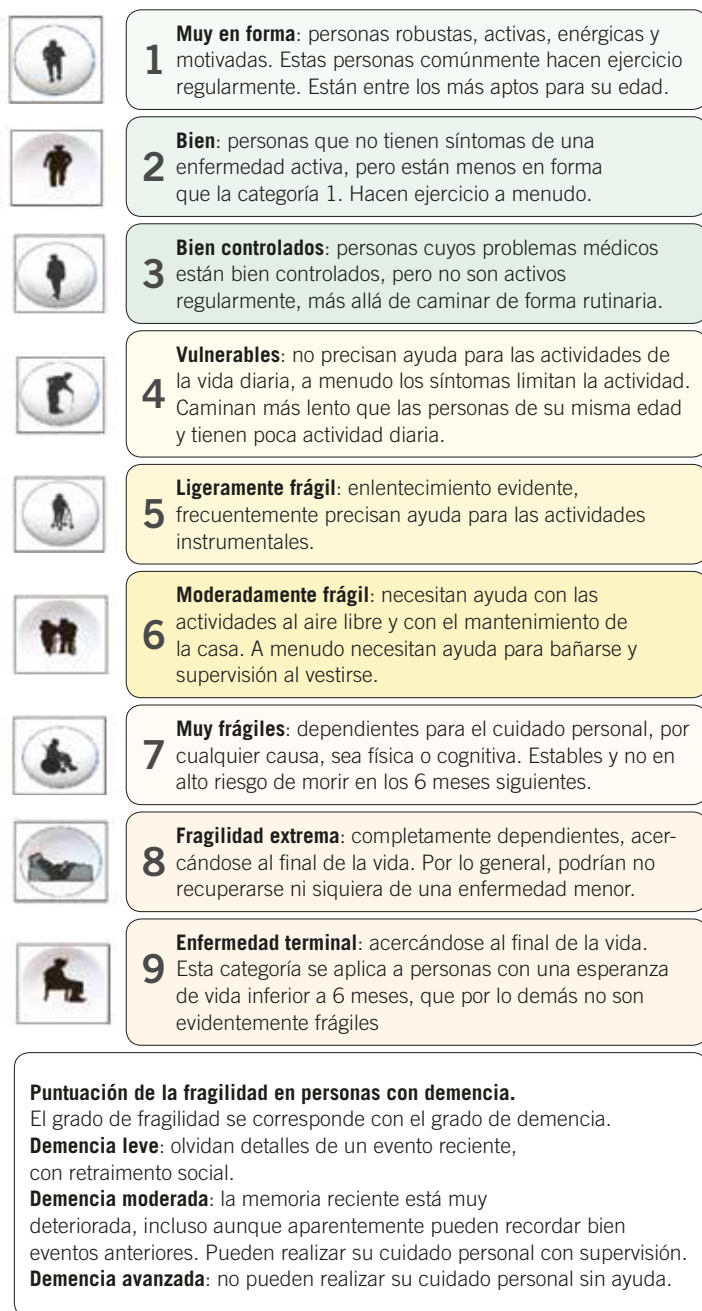 1
Muy en forma: personas robustas, activas, enérgicas y
motivadas. Estas personas comúnmente hacen ejercicio
regularmente. Están entre los más aptos para su edad.
2
Bien: personas que no tienen síntomas de una
enfermedad activa, pero están menos en forma
que la categoría 1. Hacen ejercicio a menudo.
3
Bien controlados: personas cuyos problemas médicos
están bien controlados, pero no son activos
regularmente, más allá de caminar de forma rutinaria.
4
Vulnerables: no precisan ayuda para las actividades de
la vida diaria, a menudo los síntomas limitan la actividad.
Caminan más lento que las personas de su misma edad
y tienen poca actividad diaria.
5
Ligeramente frágil: enlentecimiento evidente,
frecuentemente precisan ayuda para las actividades
instrumentales.
6
Moderadamente frágil: necesitan ayuda con las
actividades al aire libre y con el mantenimiento de
la casa. A menudo necesitan ayuda para bañarse y
supervisión al vestirse.
7
Muy frágiles: dependientes para el cuidado personal, por
cualquier causa, sea física o cognitiva. Estables y no en
alto riesgo de morir en los 6 meses siguientes.
8
Fragilidad extrema: completamente dependientes, acer-
cándose al final de la vida. Por lo general, podrían no
recuperarse ni siquiera de una enfermedad menor.
9
Enfermedad terminal: acercándose al final de la vida.
Esta categoría se aplica a personas con una esperanza
de vida inferior a 6 meses, que por lo demás no son
evidentemente frágiles
Puntuación de la fragilidad en personas con demencia.
El grado de fragilidad se corresponde con el grado de demencia.
Demencia leve: olvidan detalles de un evento reciente,
con retraimento social.
Demencia moderada: la memoria reciente está muy
deteriorada, incluso aunque aparentemente pueden recordar bien
eventos anteriores. Pueden realizar su cuidado personal con supervisión.
Demencia avanzada: no pueden realizar su cuidado personal sin ayuda.